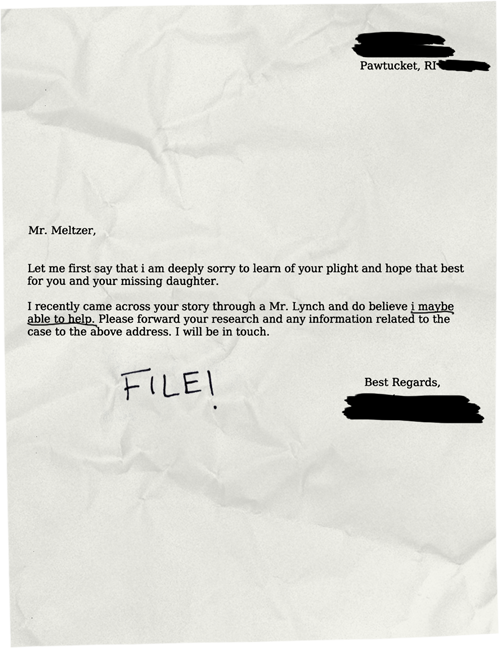 Pawtucket, RI
Mr. Meltzer,
Let me first say that i am deeply sorry to learn of your plight and hope that best
for you and your missing daughter.
I recently came across your story through a Mr. Lynch and do believe i maybe
able to help. Please forward your research and any information related to the
case to the above address. I will be in touch.
FILE!
Best Regards,